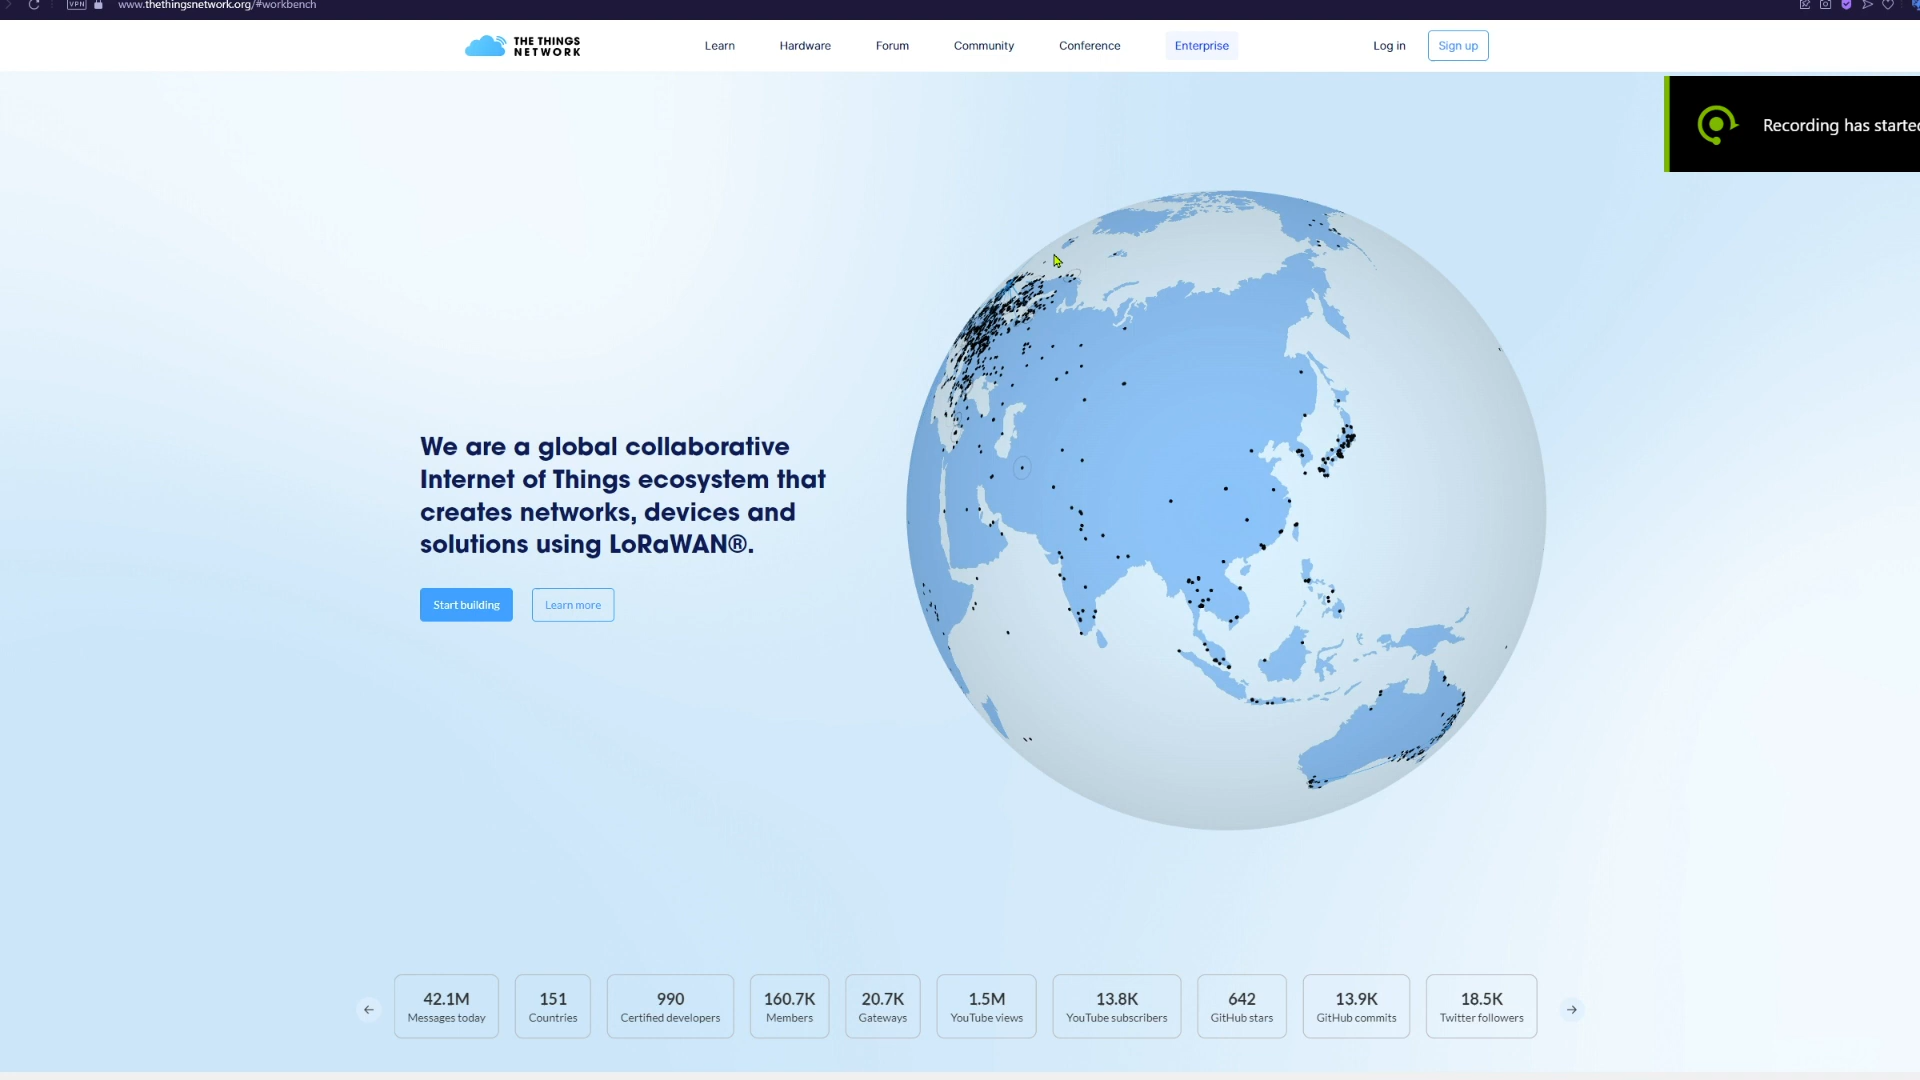 VPN
www.thethingsnetwork.org/#workbench
THE THINGS
NETWORK
Learn
Hardware
Forum
Community
Conference
Enterprise
Log in
Sign up
Recording has started
We are a global collaborative
Internet of Things ecosystem that
creates networks, devices and
solutions using LoRaWAN®.
Start building
Learn more
42.1M
Messages today
151
Countries
990
Certified developers
160.7K
Members
20.7K
Gateways
1.5M
YouTube views
13.8K
YouTube subscribers
642
GitHub stars
13.9K
GitHub commits
18.5K
Twitter followers